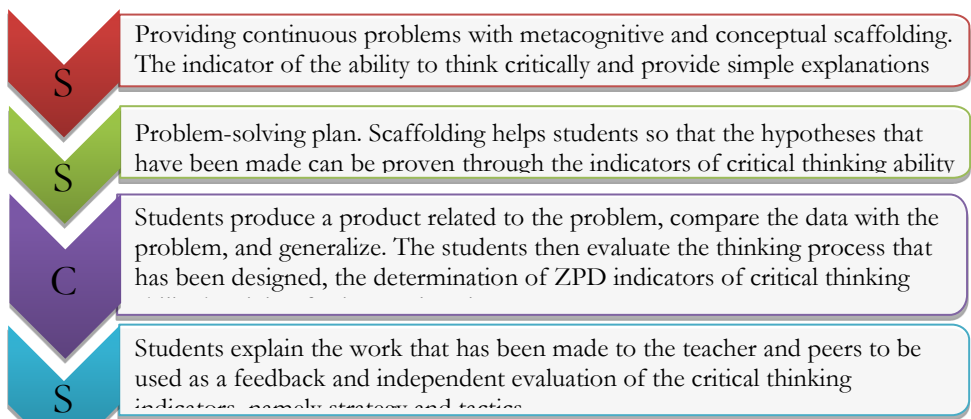 S
Providing continuous problems with metacognitive and conceptual scaffolding.
The indicator of the ability to think critically and provide simple explanations
S
Problem-solving plan. Scaffolding helps students so that the hypotheses that
have been made can be proven through the indicators of critical thinking ability
C
Students produce a product related to the problem, compare the data with the
problem, and generalize. The students then evaluate the thinking process that
has been designed, the determination of ZPD indicators of critical thinking
S
Students explain the work that has been made to the teacher and peers to be
used as a feedback and independent evaluation of the critical thinking
indicators, namely strategy and tactics